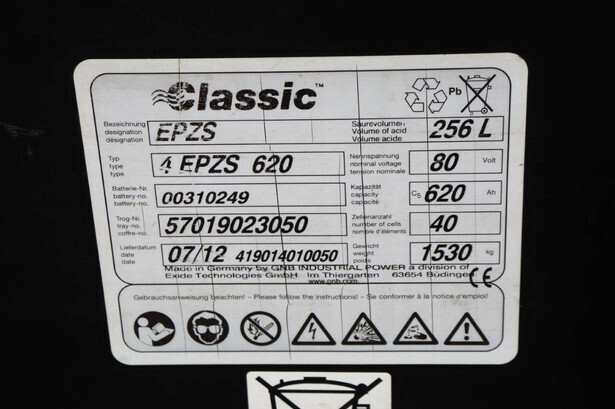 Classic™
Pb
Bezeichnung
designation
désignation
EPZS
Säurevolumen
Volume of acid
Volume acide
256 L
Typ
type
type
4 EPZS 620
Nennspannung
nominal voltage
tension nominale
80 Volt
Batterie-Nr.
battery-no.
battery-no.
00310249
Kapazität
capacity
capacité
C5 620 Ah
Trog-Nr.
tray-no.
coffre-no.
57019023050
Zellenanzahl
number of cells
nombre d'éléments
40
Lieferdatum
date
date
07/12 419014010050
Gewicht
weight
poids
1530 kg
Made in Germany by GNB INDUSTRIAL POWER a division of
Exide Technologies GmbH Im Thiergarten 63654 Büdingen
www.gnb.com
CE
Gebrauchsanweisung beachten! – Please follow the instructions! – Se conformer à la notice d'emploi!